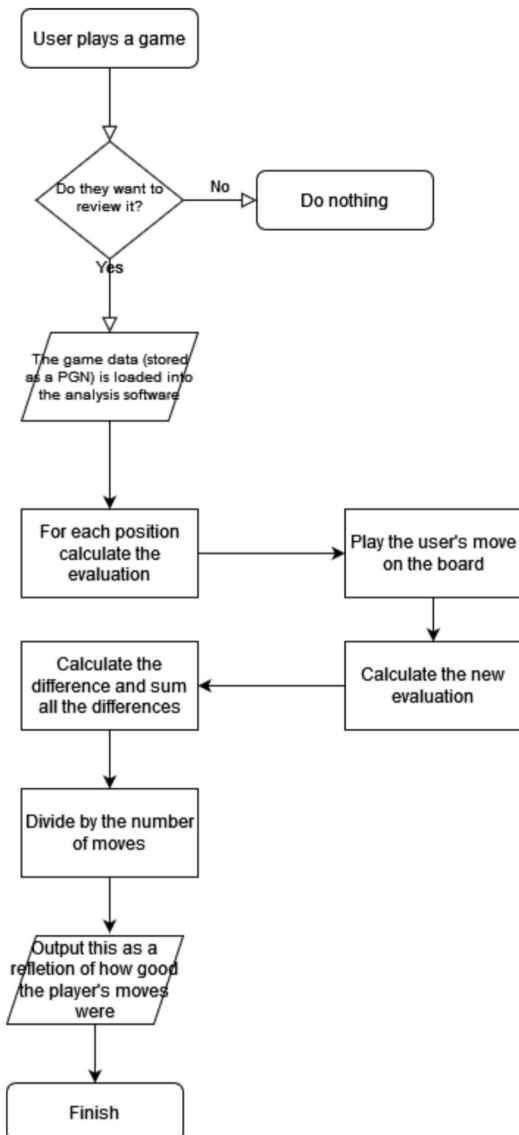 User plays a game
Do they want to
review it?
No
Do nothing
Yes
The game data (stored
as a PGN) is loaded into
the analysis software
For each position
calculate the
evaluation
Play the user's move
on the board
Calculate the
difference and sum
all the differences
Calculate the new
evaluation
Divide by the number
of moves
Output this as a
refletion of how good
the player's moves
were
Finish